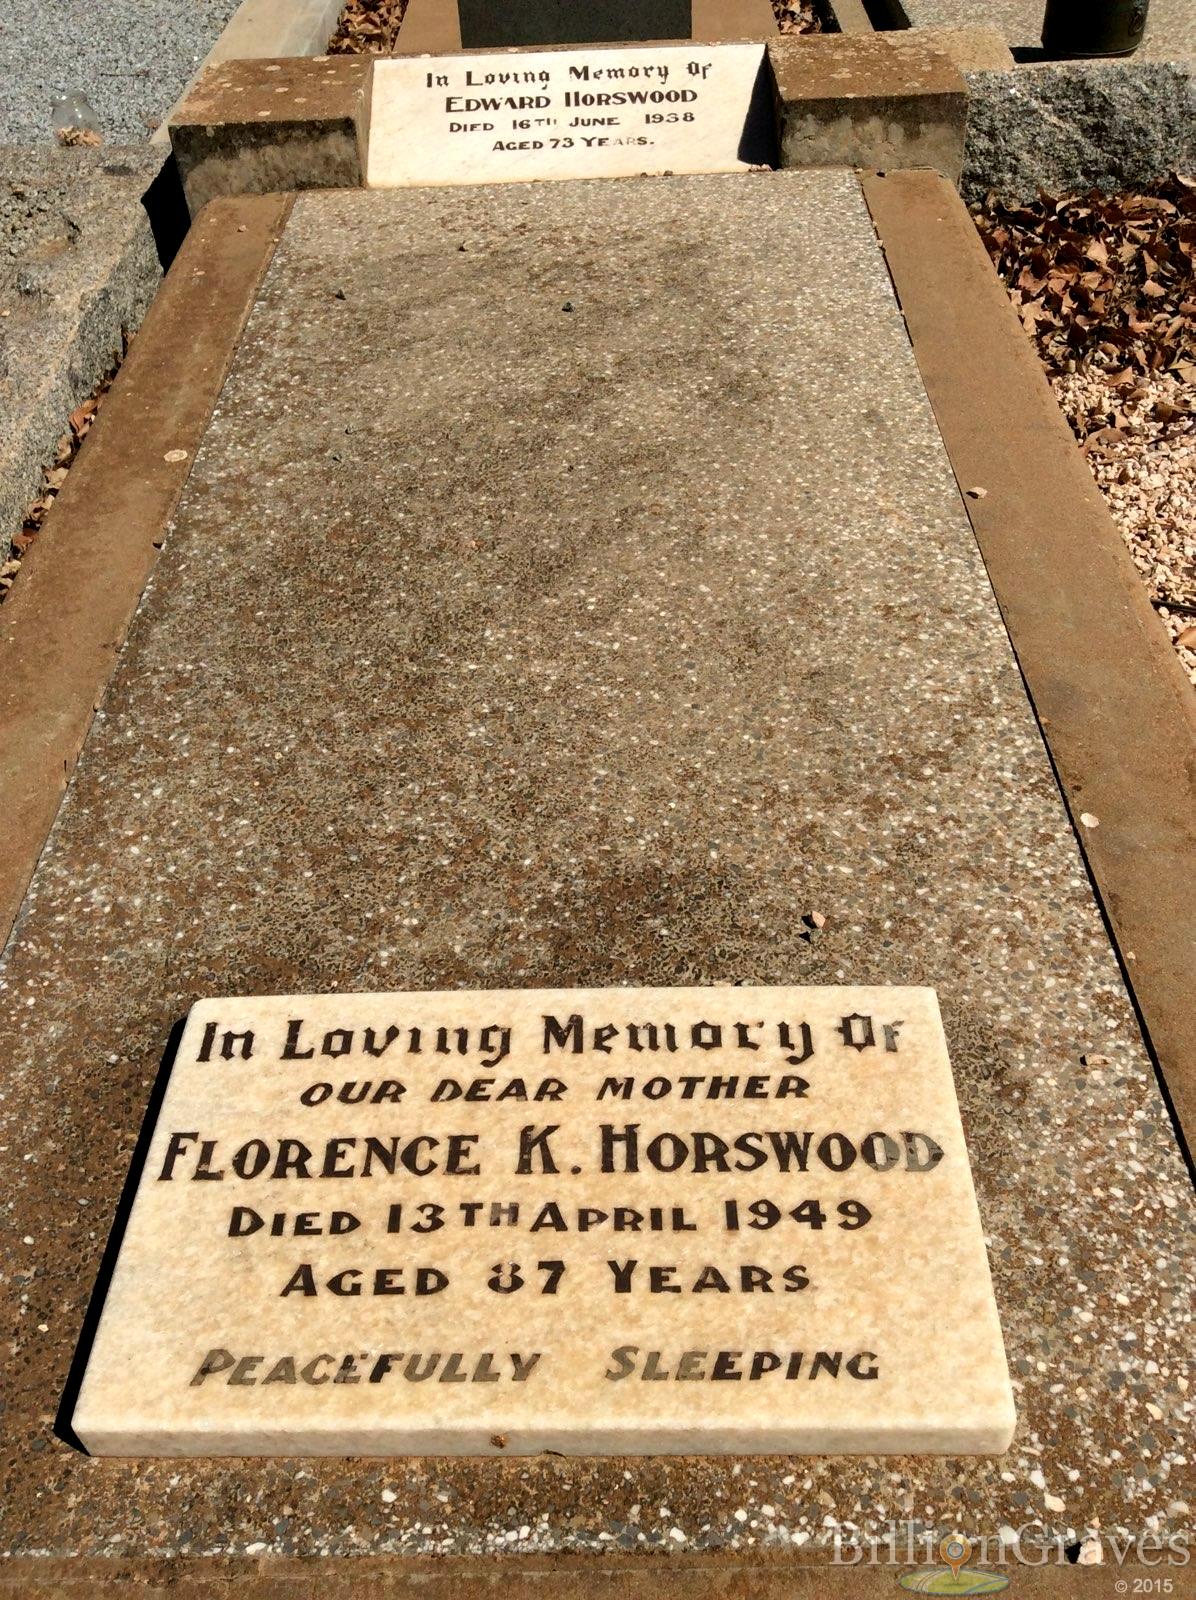 In Loving Memory Of
EDWARD HORSWOOD
DIED 16TH JUNE 1938
AGED 73 YEARS.
In Loving Memory Of
OUR DEAR MOTHER
FLORENCE K. HORSWOOD
DIED 13TH APRIL 1949
AGED 87 YEARS
PEACEFULLY SLEEPING
BillionGraves
© 2015